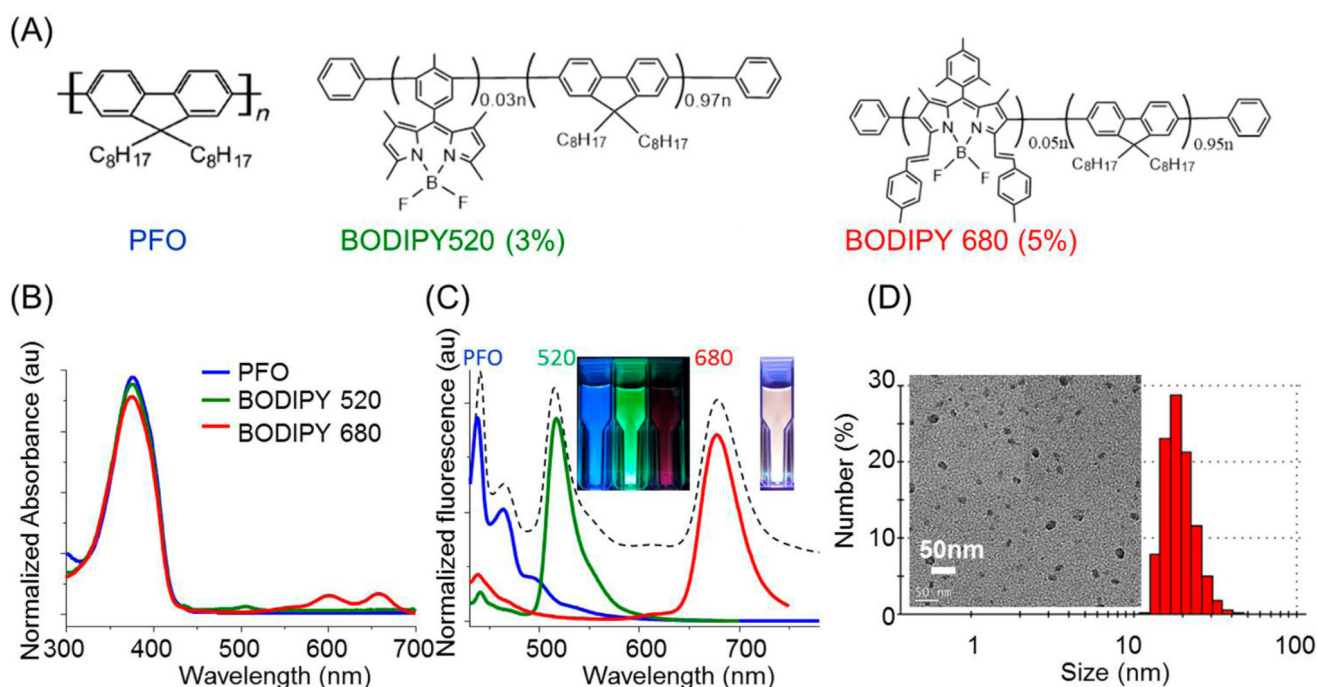 (A)
n
C8H17 C8H17
PFO
0.03n
0.97n
N N
B
F F
C8H17 C8H17
BODIPY520 (3%)
0.05n
0.95n
N N
B
F F
C8H17 C8H17
BODIPY 680 (5%)
(B)
Normalized Absorbance (au)
PFO
BODIPY 520
BODIPY 680
300 400 500 600 700
Wavelength (nm)
(C)
Normalized fluorescence (au)
PFO 520 680
500 600 700
Wavelength (nm)
(D)
Number (%)
30
20
10
0
50nm
50 nm
1 10 100
Size (nm)